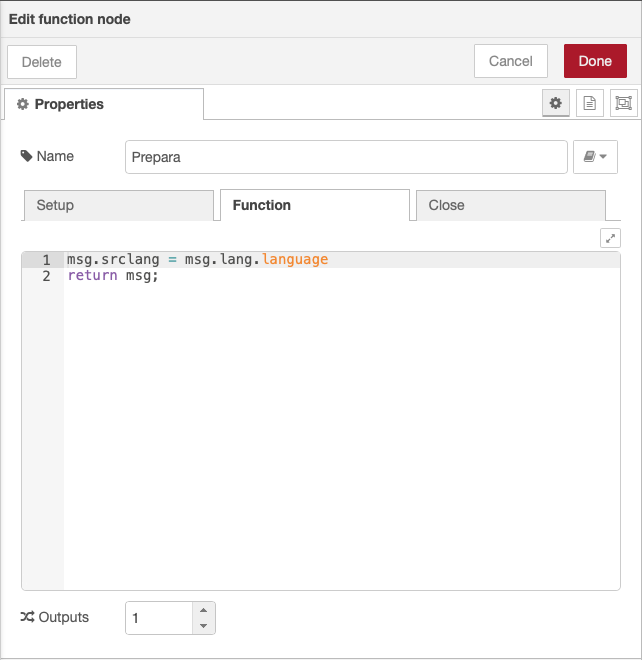 Edit function node
Delete
Cancel
Done
Properties
Name
Prepara
Setup
Function
Close
1 msg.srclang = msg.lang.language
2 return msg;
Outputs
1